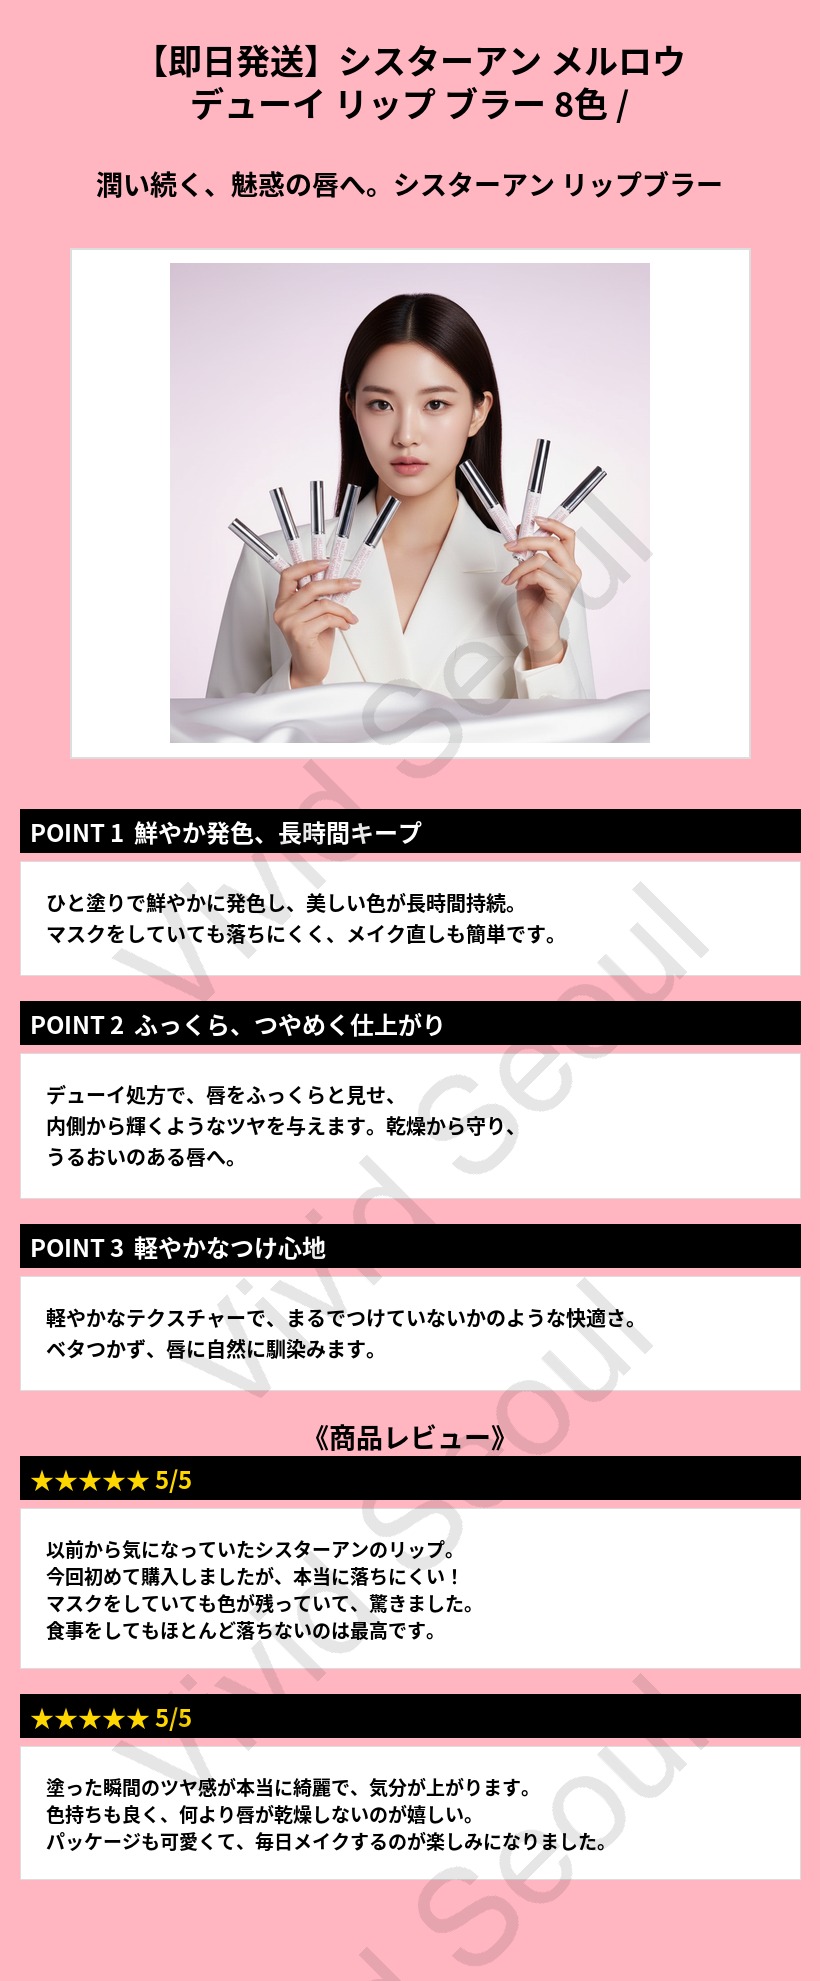 【即日発送】シスターアン メルロウ
デューイ リップ ブラー 8色 /
潤い続く、魅惑の唇へ。シスターアン リップブラー
POINT 1 鮮やか発色、長時間キープ
ひと塗りで鮮やかに発色し、美しい色が長時間持続。
マスクをしていても落ちにくく、メイク直しも簡単です。
POINT 2 ふっくら、つやめく仕上がり
デューイ処方で、唇をふっくらと見せ、
内側から輝くようなツヤを与えます。乾燥から守り、
うるおいのある唇へ。
POINT 3 軽やかなつけ心地
軽やかなテクスチャーで、まるでつけていないかのような快適さ。
ベタつかず、唇に自然に馴染みます。
《商品レビュー》
★★★★★ 5/5
以前から気になっていたシスターアンのリップ。
今回初めて購入しましたが、本当に落ちにくい！
マスクをしていても色が残っていて、驚きました。
食事をしてもほとんど落ちないのは最高です。
★★★★★ 5/5
塗った瞬間のツヤ感が本当に綺麗で、気分が上がります。
色持ちも良く、何より唇が乾燥しないのが嬉しい。
パッケージも可愛くて、毎日メイクするのが楽しみになりました。
Vivid Seoul
Vivid Seoul
Vivid Seoul
Vivid Seoul